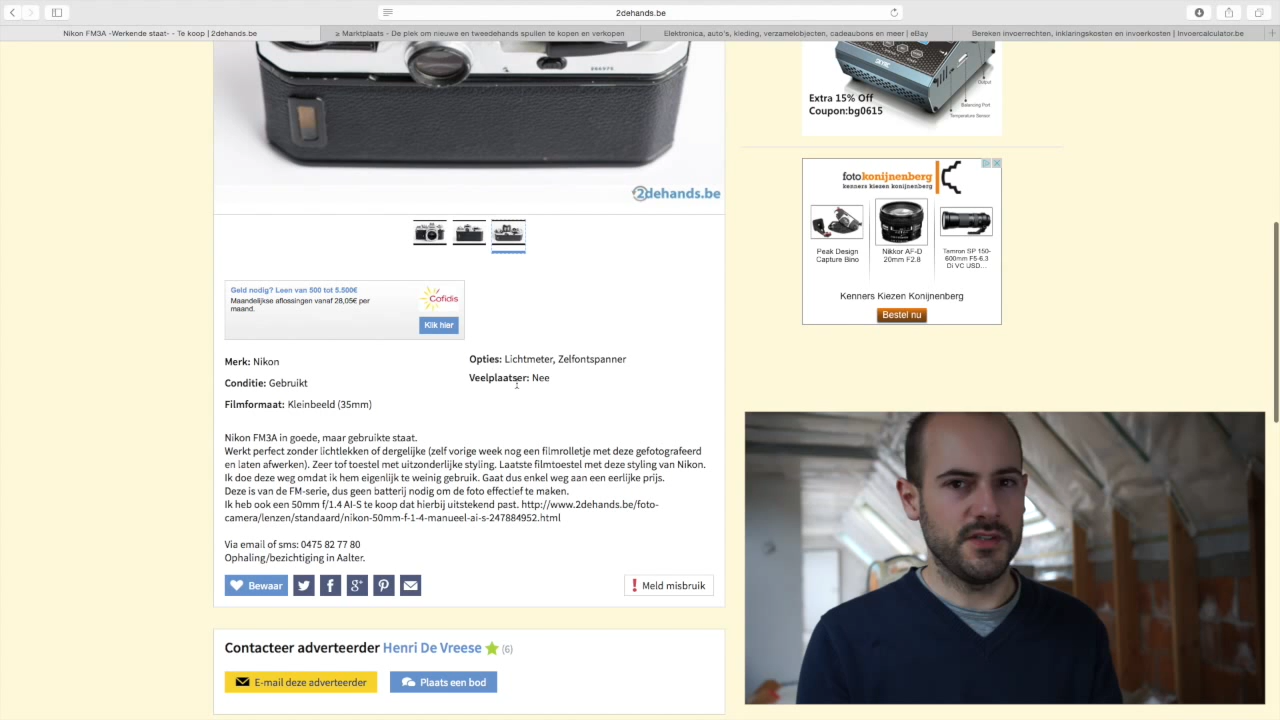 2dehands.be
Nikon FM3A -Werkende staat- - Te koop | 2dehands.be
≥ Marktplaats - De plek om nieuwe en tweedehands spullen te kopen en verkopen
Elektronica, auto's, kleding, verzamelobjecten, cadeaubons en meer | eBay
Bereken invoerrechten, inklaringskosten en invoerkosten | Invoercalculator.be
2dehands.be
Geld nodig? Leen van 500 tot 5.500€
Maandelijkse aflossingen vanaf 28,05€ per
maand.
Cofidis
Klik hier
Merk: Nikon
Conditie: Gebruikt
Filmformaat: Kleinbeeld (35mm)
Opties: Lichtmeter, Zelfontspanner
Veelplaatser: Nee
Nikon FM3A in goede, maar gebruikte staat.
Werkt perfect zonder lichtlekken of dergelijke (zelf vorige week nog een filmrolletje met deze gefotografeerd
en laten afwerken). Zeer tof toestel met uitzonderlijke styling. Laatste filmtoestel met deze styling van Nikon.
Ik doe deze weg omdat ik hem eigenlijk te weinig gebruik. Gaat dus enkel weg aan een eerlijke prijs.
Deze is van de FM-serie, dus geen batterij nodig om de foto effectief te maken.
Ik heb ook een 50mm f/1.4 AI-S te koop dat hierbij uitstekend past. http://www.2dehands.be/foto-
camera/lenzen/standaard/nikon-50mm-f-1-4-manueel-ai-s-247884952.html
Via email of sms: 0475 82 77 80
Ophaling/bezichtiging in Aalter.
Bewaar
Meld misbruik
Contacteer adverteerder Henri De Vreese (6)
E-mail deze adverteerder
Plaats een bod
Output
Extra 15% Off
Coupon:bg0615
Balancing Port
Temperature Sensor
fotokonijnenberg
kenners kiezen konijnenberg
Peak Design
Capture Bino
Nikkor AF-D
20mm F2.8
Tamron SP 150-
600mm F5-6.3
Di VC USD...
Kenners Kiezen Konijnenberg
Bestel nu